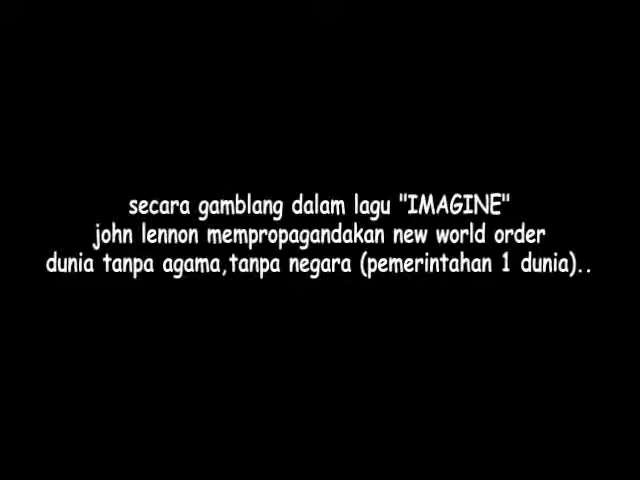 secara gamblang dalam lagu "IMAGINE"
john lennon mempropagandakan new world order
dunia tanpa agama,tanpa negara (pemerintahan 1 dunia)..